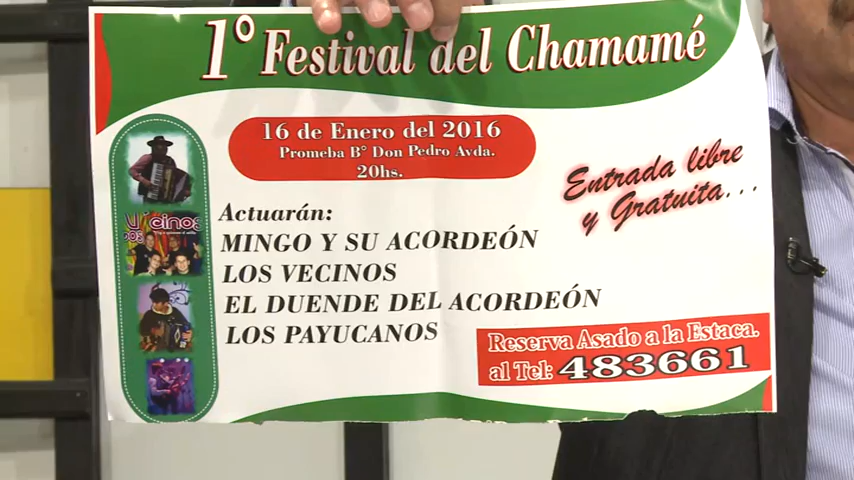 1° Festival del Chamamé
16 de Enero del 2016
Promeba B° Don Pedro Avda.
20hs.
Entrada libre
y Gratuita...
Actuarán:
MINGO Y SU ACORDEÓN
LOS VECINOS
EL DUENDE DEL ACORDEÓN
LOS PAYUCANOS
Reserva Asado a la Estaca.
al Tel: 483661